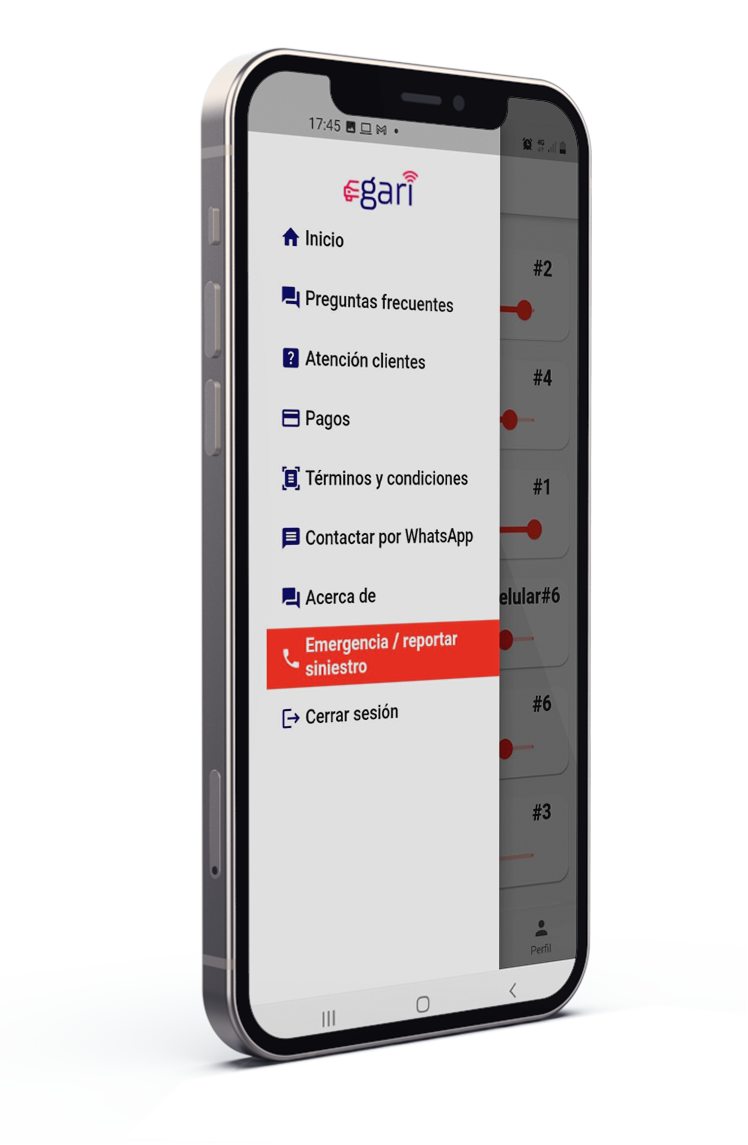 17:45
egari
Inicio
Preguntas frecuentes
Atención clientes
Pagos
Términos y condiciones
Contactar por WhatsApp
Acerca de
Emergencia / reportar
siniestro
Cerrar sesión
#2
#4
#1
elular#6
#6
#3
Perfil